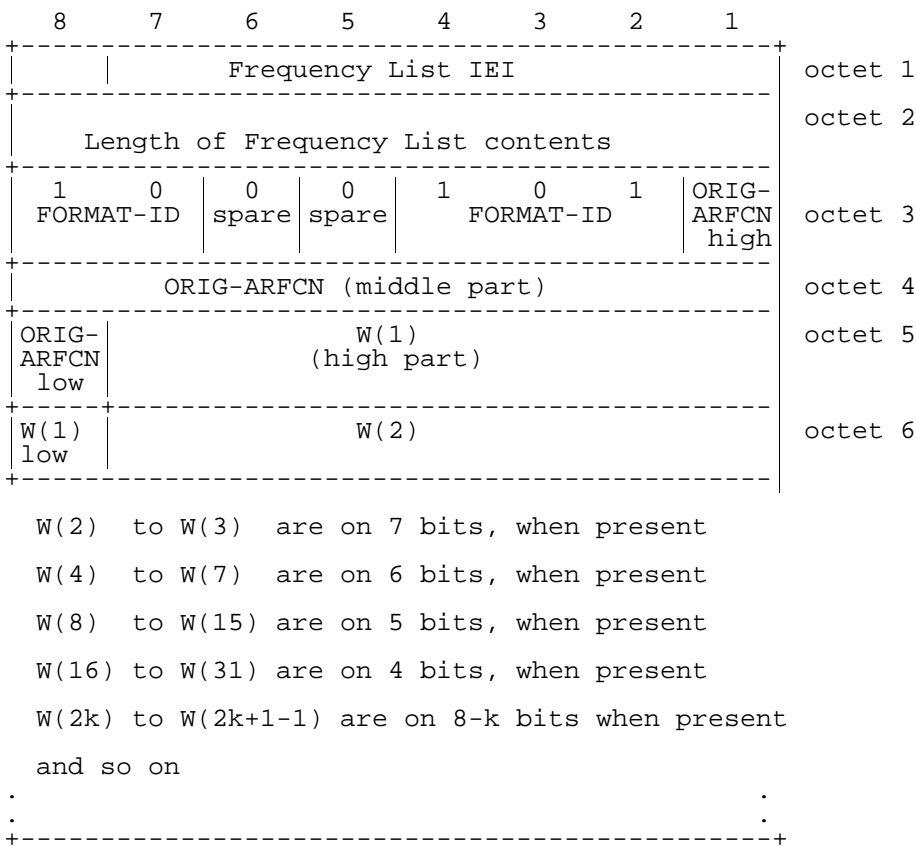 8 7 6 5 4 3 2 1
Frequency List IEI octet 1
octet 2
Length of Frequency List contents
1 0 0 0 1 0 1 ORIG-
FORMAT-ID spare spare FORMAT-ID ARFCN octet 3
high
ORIG-ARFCN (middle part) octet 4
ORIG- W(1) octet 5
ARFCN (high part)
low
W(1) W(2) octet 6
low
W(2) to W(3) are on 7 bits, when present
W(4) to W(7) are on 6 bits, when present
W(8) to W(15) are on 5 bits, when present
W(16) to W(31) are on 4 bits, when present
W(2k) to W(2k+1-1) are on 8-k bits when present
and so on
. .
. .